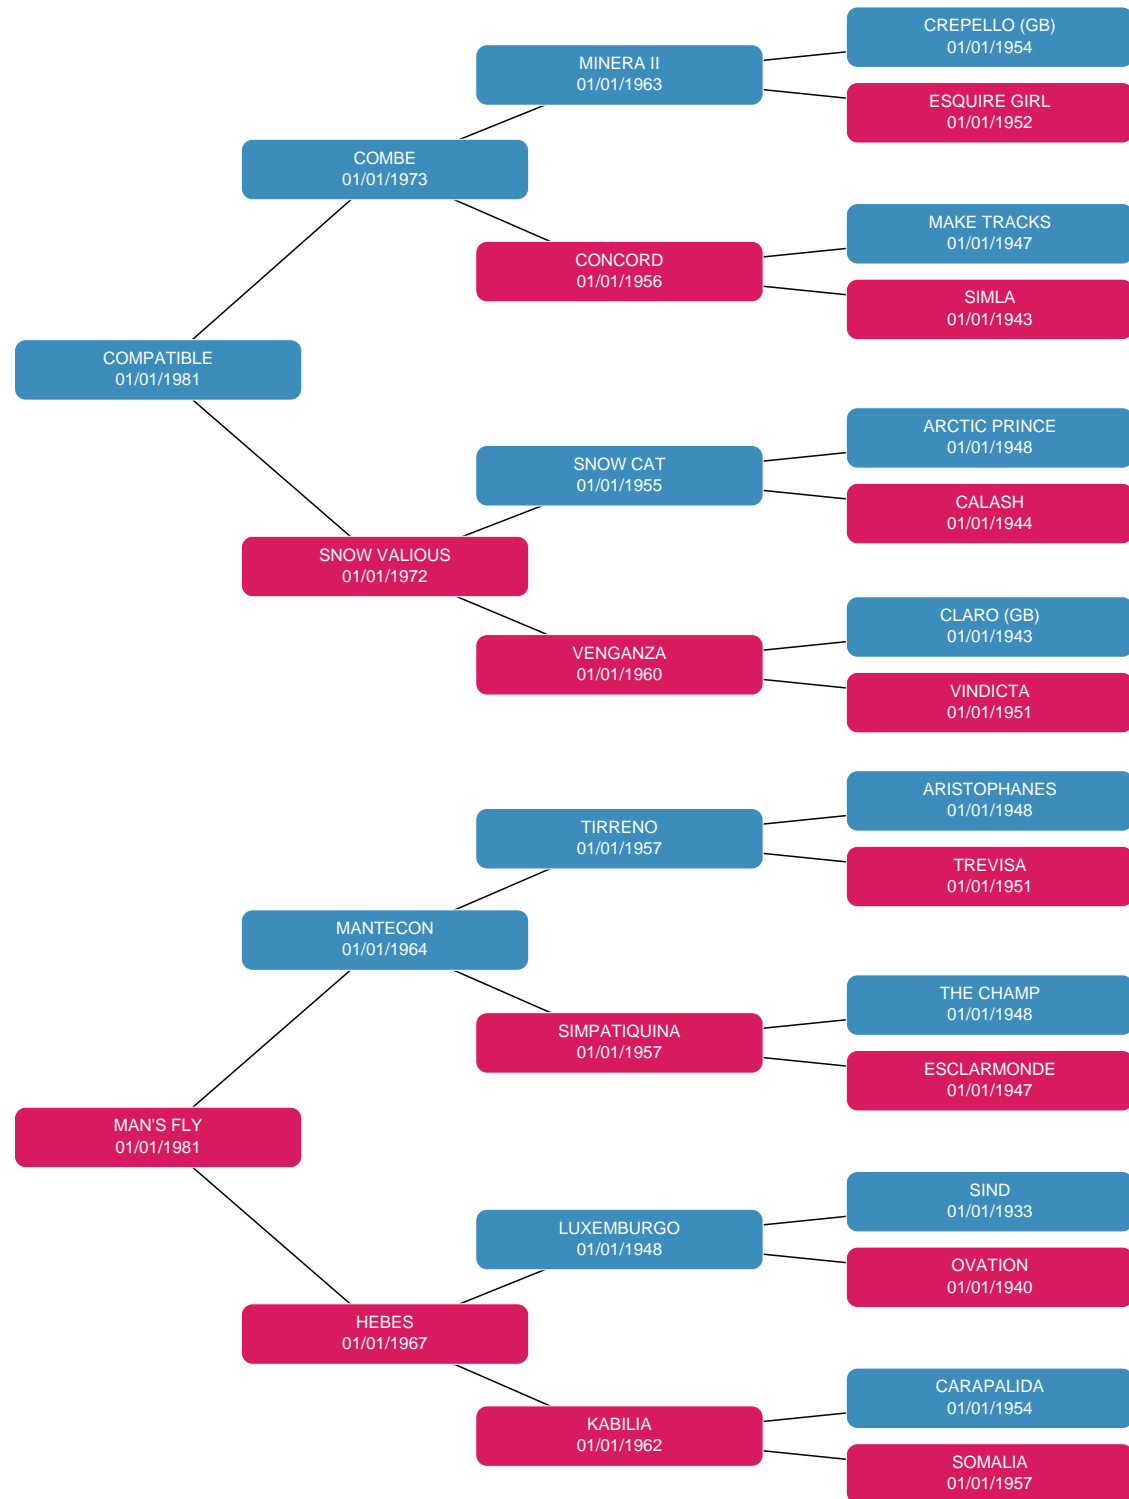 CREPELLO (GB)
01/01/1954
MINERA II
01/01/1963
ESQUIRE GIRL
01/01/1952
COMBE
01/01/1973
MAKE TRACKS
01/01/1947
CONCORD
01/01/1956
SIMLA
01/01/1943
COMPATIBLE
01/01/1981
ARCTIC PRINCE
01/01/1948
SNOW CAT
01/01/1955
CALASH
01/01/1944
SNOW VALIOUS
01/01/1972
CLARO (GB)
01/01/1943
VENGANZA
01/01/1960
VINDICTA
01/01/1951
ARISTOPHANES
01/01/1948
TIRRENO
01/01/1957
TREVISA
01/01/1951
MANTECON
01/01/1964
THE CHAMP
01/01/1948
SIMPATIQUINA
01/01/1957
ESCLARMONDE
01/01/1947
MAN'S FLY
01/01/1981
SIND
01/01/1933
LUXEMBURGO
01/01/1948
OVATION
01/01/1940
HEBES
01/01/1967
CARAPALIDA
01/01/1954
KABILIA
01/01/1962
SOMALIA
01/01/1957